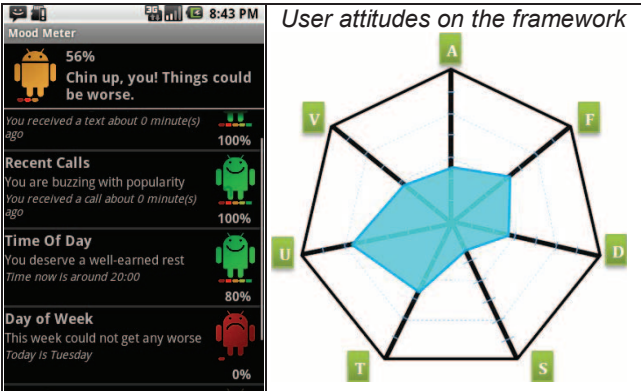 3G
8:43 PM
Mood Meter
56%
Chin up, you! Things could
be worse.
You received a text about 0 minute(s)
ago
100%
Recent Calls
You are buzzing with popularity
You received a call about 0 minute(s)
ago
100%
Time Of Day
You deserve a well-earned rest
Time now is around 20:00
80%
Day of Week
This week could not get any worse
Today is Tuesday
0%
User attitudes on the framework
A
F
D
S
T
U
V